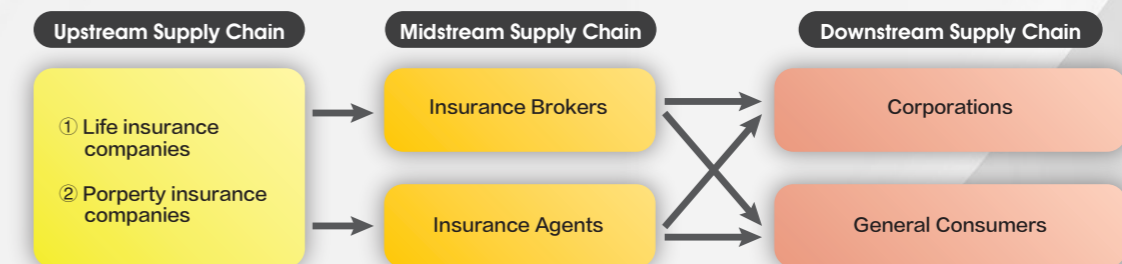 Upstream Supply Chain
Midstream Supply Chain
Downstream Supply Chain
① Life insurance
companies
② Porperty insurance
companies
Insurance Brokers
Insurance Agents
Corporations
General Consumers